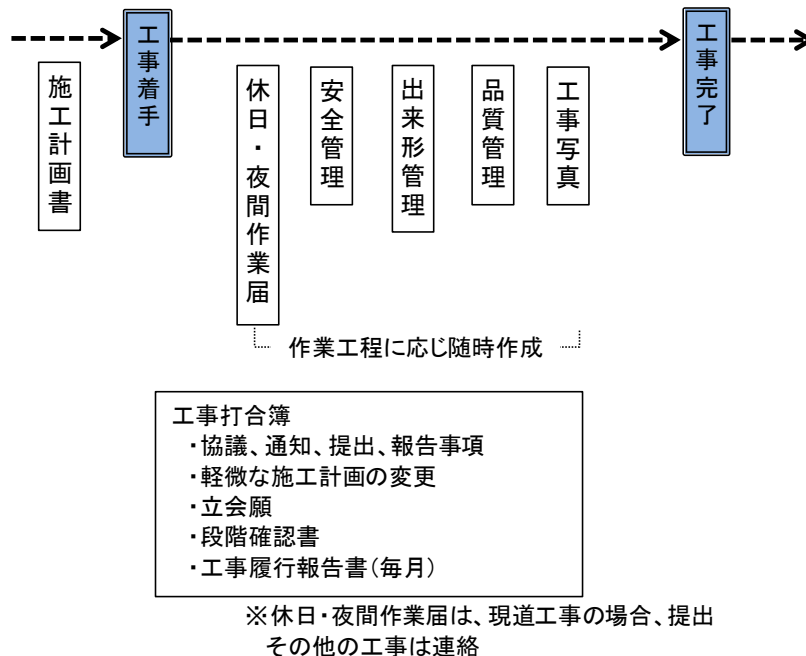 工事着手
工事完了
施工計画書
休日・夜間作業届
安全管理
出来形管理
品質管理
工事写真
作業工程に応じ随時作成
工事打合簿
・協議、通知、提出、報告事項
・軽微な施工計画の変更
・立会願
・段階確認書
・工事履行報告書（毎月）
※休日・夜間作業届は、現道工事の場合、提出
その他の工事は連絡